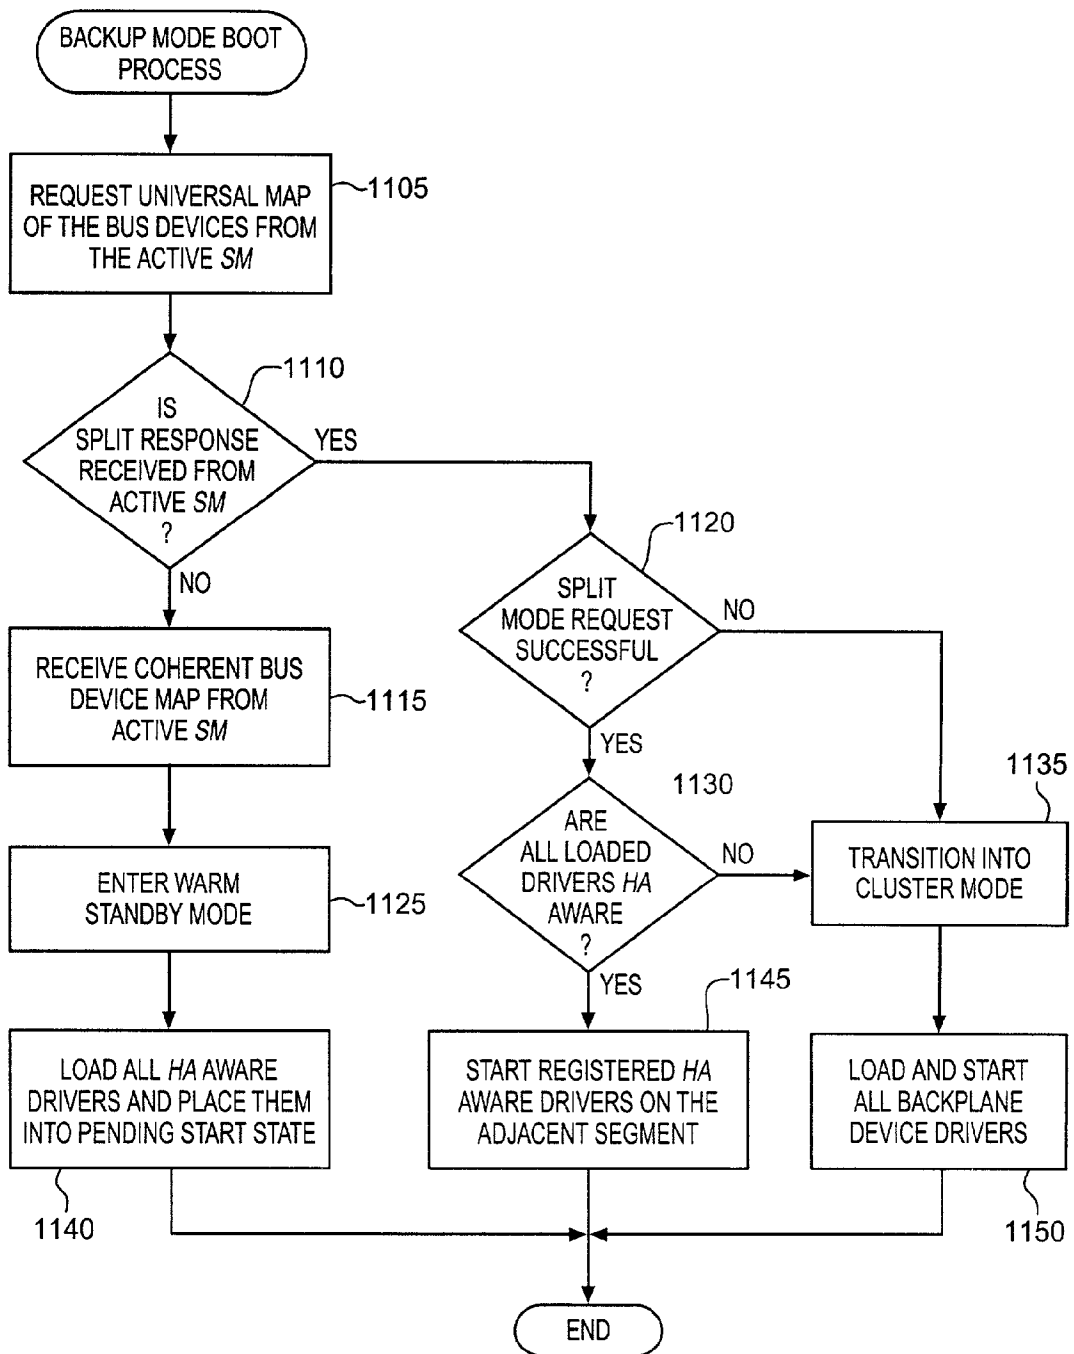 BACKUP MODE BOOT
PROCESS
REQUEST UNIVERSAL MAP
OF THE BUS DEVICES FROM
THE ACTIVE SM
1105
1110
IS
SPLIT RESPONSE
RECEIVED FROM
ACTIVE SM
?
YES
NO
1120
SPLIT
MODE REQUEST
SUCCESSFUL
?
NO
YES
RECEIVE COHERENT BUS
DEVICE MAP FROM
ACTIVE SM
1115
1130
ARE
ALL LOADED
DRIVERS HA
AWARE
?
NO
YES
1135
TRANSITION INTO
CLUSTER MODE
ENTER WARM
STANDBY MODE
1125
LOAD ALL HA AWARE
DRIVERS AND PLACE THEM
INTO PENDING START STATE
1140
1145
START REGISTERED HA
AWARE DRIVERS ON THE
ADJACENT SEGMENT
LOAD AND START
ALL BACKPLANE
DEVICE DRIVERS
1150
END